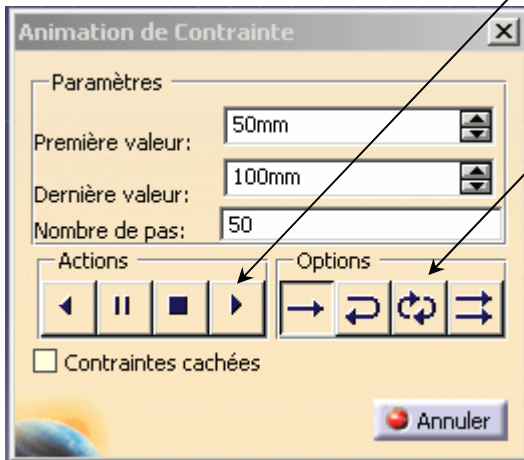 Animation de Contrainte
Paramètres
Première valeur: 50mm
Dernière valeur: 100mm
Nombre de pas: 50
Actions Options
Contraintes cachées
Annuler